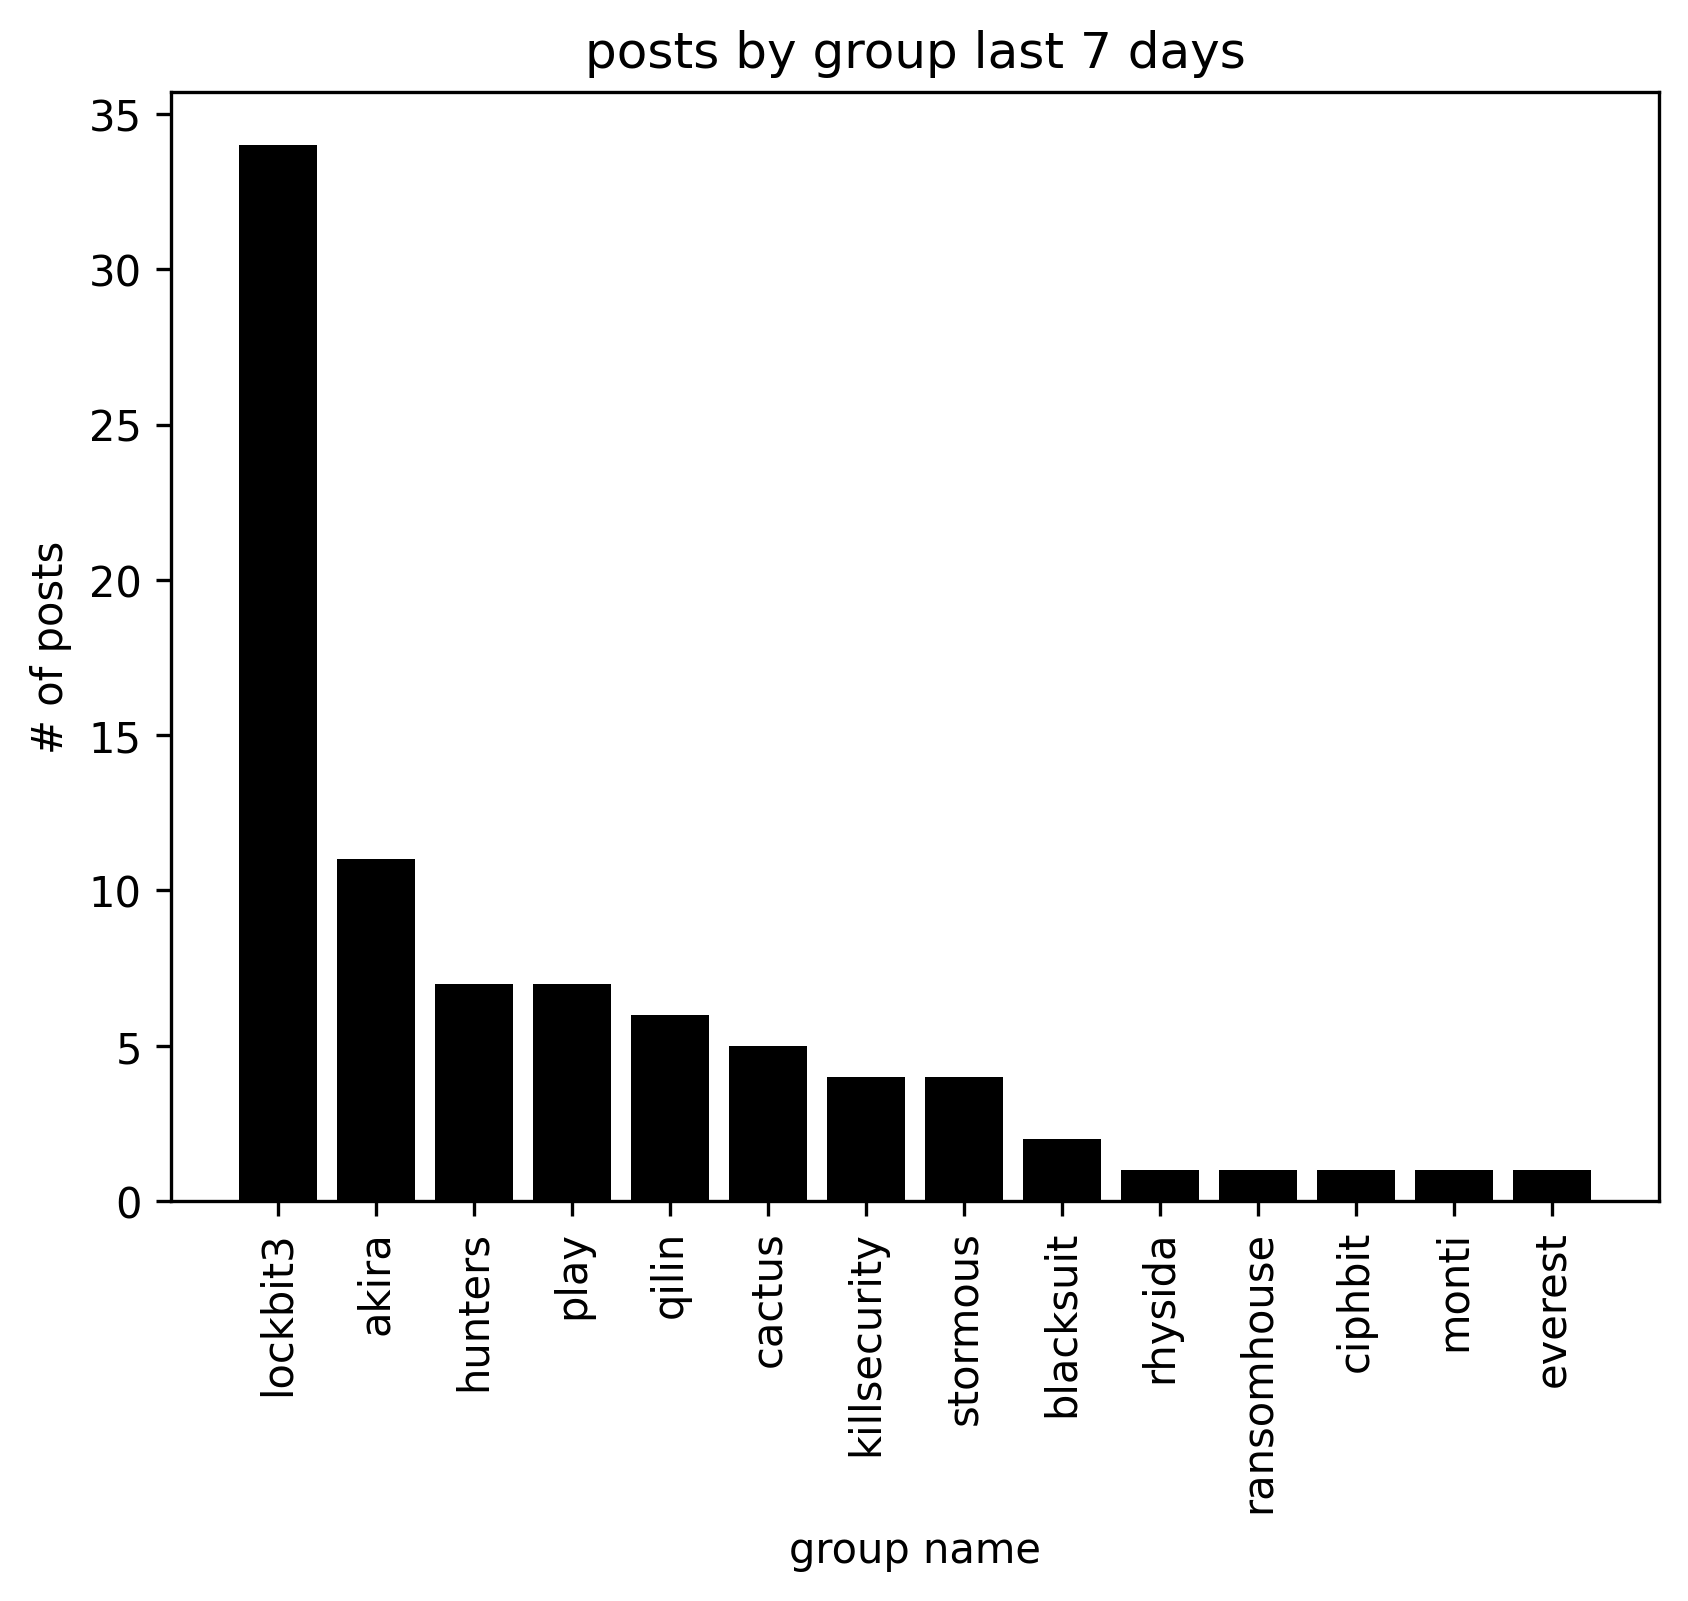 posts by group last 7 days
35
30
25
20
15
10
5
0
# of posts
lockbit3
akira
hunters
play
qilin
cactus
killsecurity
stormous
blacksuit
rhysida
ransomhouse
ciphbit
monti
everest
group name